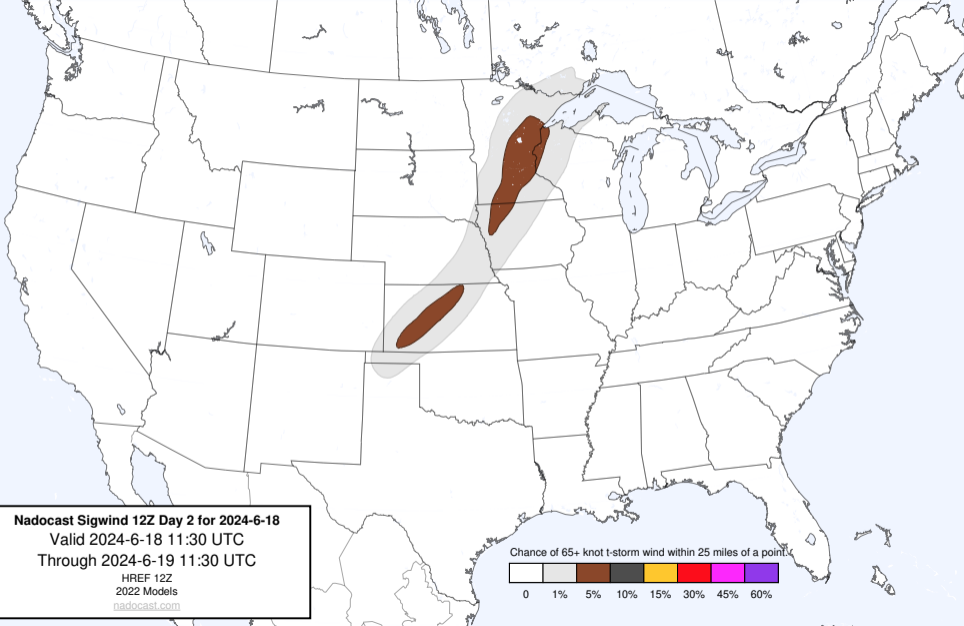 Nadocast Sigwind 12Z Day 2 for 2024-6-18
Valid 2024-6-18 11:30 UTC
Through 2024-6-19 11:30 UTC
HREF 12Z
2022 Models
nadocast.com
Chance of 65+ knot t-storm wind within 25 miles of a point.
0 1% 5% 10% 15% 30% 45% 60%